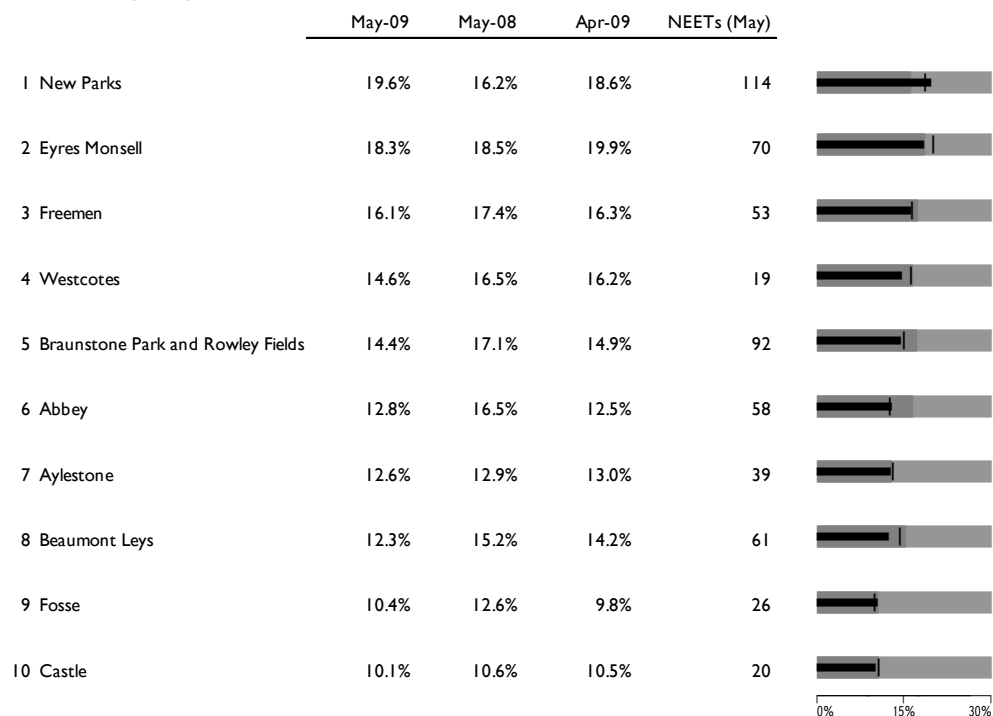 May-09 May-08 Apr-09 NEETs (May)
1 New Parks 19.6% 16.2% 18.6% 114
2 Eyres Monsell 18.3% 18.5% 19.9% 70
3 Freemen 16.1% 17.4% 16.3% 53
4 Westcotes 14.6% 16.5% 16.2% 19
5 Braunstone Park and Rowley Fields 14.4% 17.1% 14.9% 92
6 Abbey 12.8% 16.5% 12.5% 58
7 Aylestone 12.6% 12.9% 13.0% 39
8 Beaumont Leys 12.3% 15.2% 14.2% 61
9 Fosse 10.4% 12.6% 9.8% 26
10 Castle 10.1% 10.6% 10.5% 20
0% 15% 30%